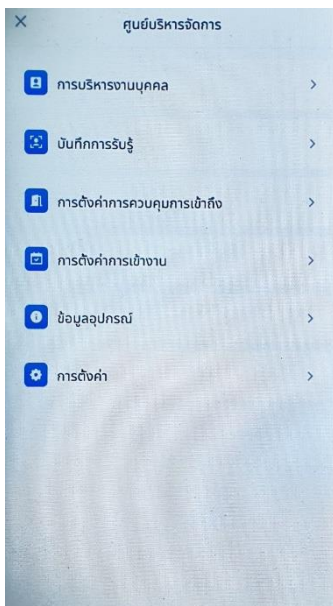 ศูนย์บริหารจัดการ
การบริหารงานบุคคล
บันทึกการรับรู้
การตั้งค่าการควบคุมการเข้าถึง
การตั้งค่าการเข้างาน
ข้อมูลอุปกรณ์
การตั้งค่า